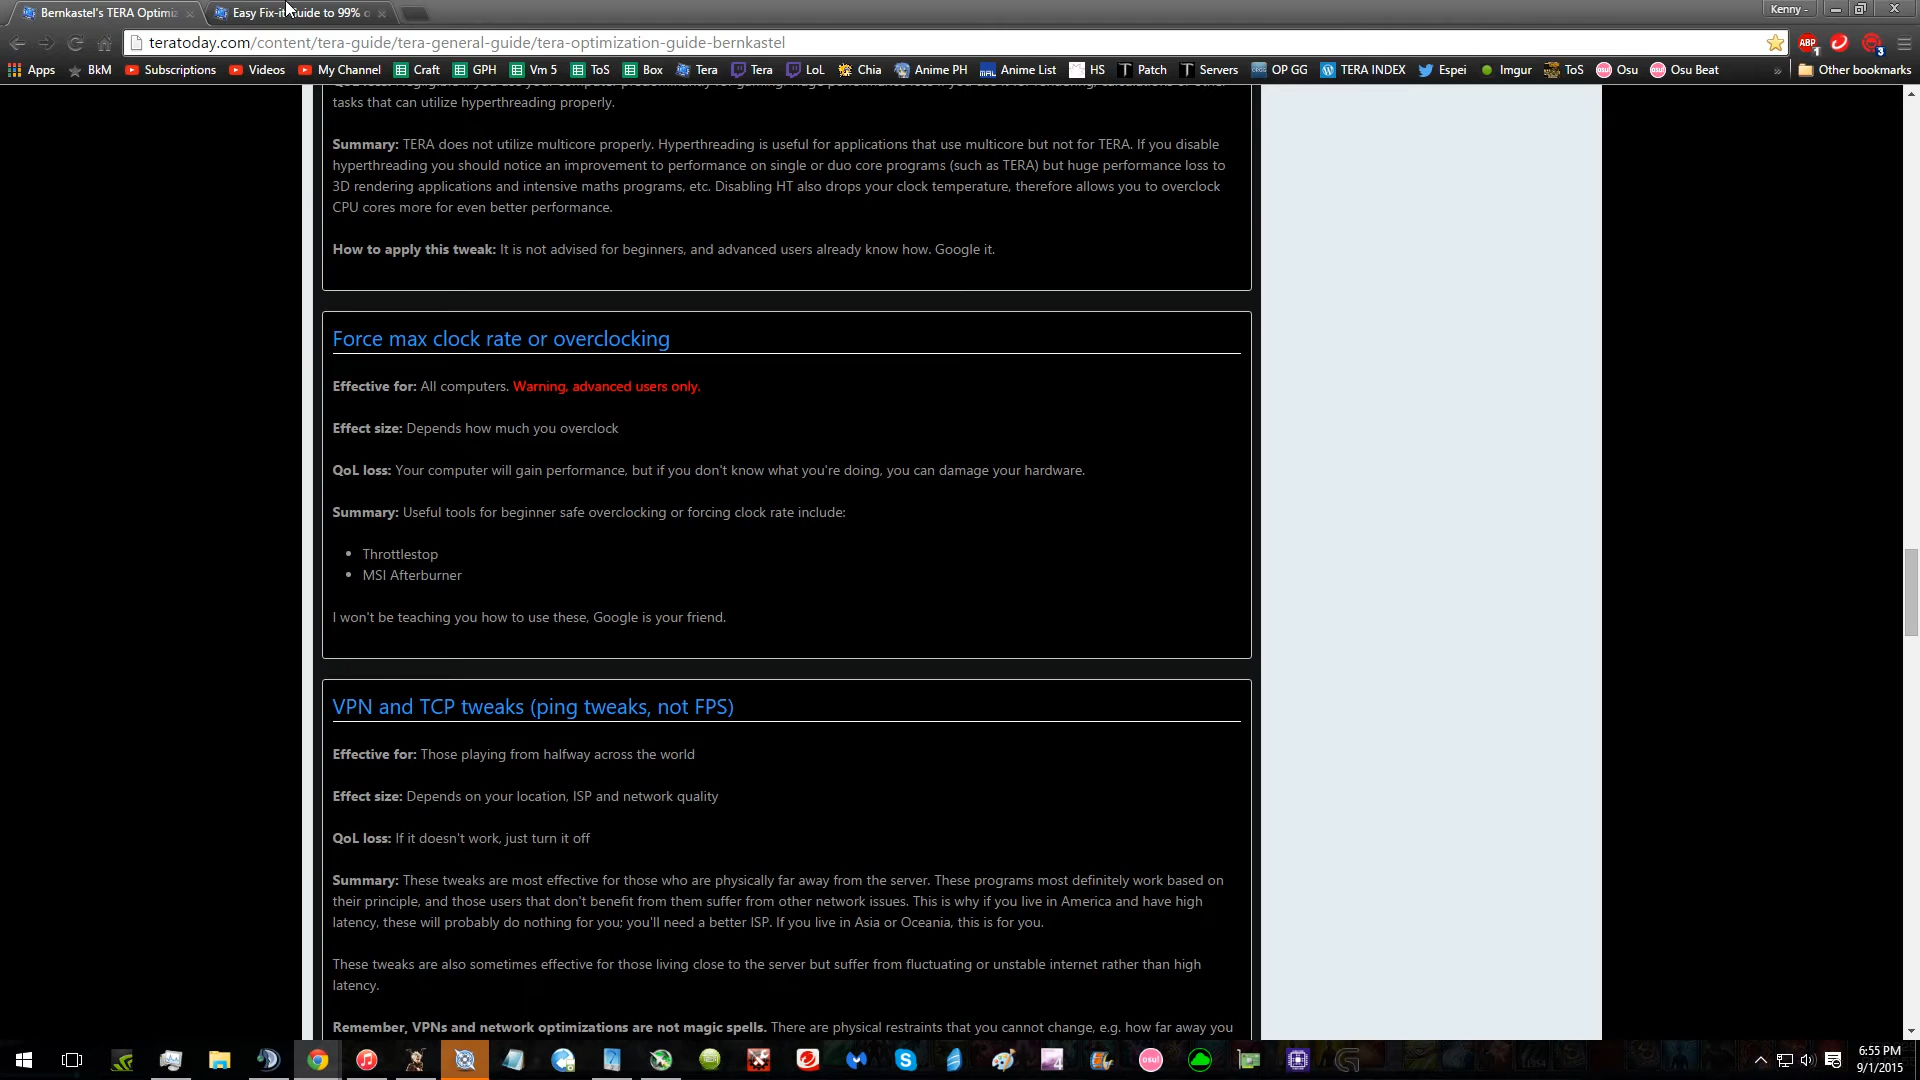 Bernkastel's TERA Optimiz
Easy Fix-it Guide to 99% o
Kenny -
teratoday.com/content/tera-guide/tera-general-guide/tera-optimization-guide-bernkastel
Apps BkM Subscriptions Videos My Channel Craft GPH Vm 5 ToS Box Tera Tera LoL Chia Anime PH Anime List HS Patch Servers OP GG TERA INDEX Espei Imgur ToS Osu Osu Beat » Other bookmarks
tasks that can utilize hyperthreading properly.
Summary: TERA does not utilize multicore properly. Hyperthreading is useful for applications that use multicore but not for TERA. If you disable
hyperthreading you should notice an improvement to performance on single or duo core programs (such as TERA) but huge performance loss to
3D rendering applications and intensive maths programs, etc. Disabling HT also drops your clock temperature, therefore allows you to overclock
CPU cores more for even better performance.
How to apply this tweak: It is not advised for beginners, and advanced users already know how. Google it.
Force max clock rate or overclocking
Effective for: All computers. Warning, advanced users only.
Effect size: Depends how much you overclock
QoL loss: Your computer will gain performance, but if you don't know what you're doing, you can damage your hardware.
Summary: Useful tools for beginner safe overclocking or forcing clock rate include:
• Throttlestop
• MSI Afterburner
I won't be teaching you how to use these, Google is your friend.
VPN and TCP tweaks (ping tweaks, not FPS)
Effective for: Those playing from halfway across the world
Effect size: Depends on your location, ISP and network quality
QoL loss: If it doesn't work, just turn it off
Summary: These tweaks are most effective for those who are physically far away from the server. These programs most definitely work based on
their principle, and those users that don't benefit from them suffer from other network issues. This is why if you live in America and have high
latency, these will probably do nothing for you; you'll need a better ISP. If you live in Asia or Oceania, this is for you.
These tweaks are also sometimes effective for those living close to the server but suffer from fluctuating or unstable internet rather than high
latency.
Remember, VPNs and network optimizations are not magic spells. There are physical restraints that you cannot change, e.g. how far away you
6:55 PM
9/1/2015